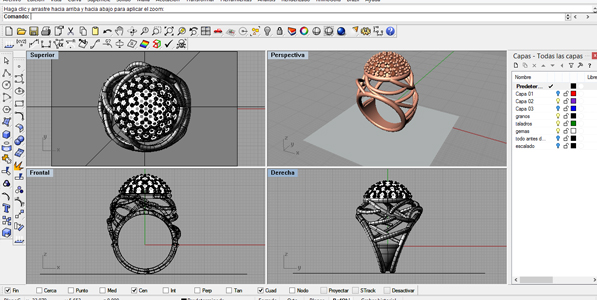 Haga clic y arrastre hacia arriba y hacia abajo para aplicar el zoom.
Comando:
Superior
Perspectiva
Frontal
Derecha
Capas - Todas las capas
Nombre
Libre
Predeter...
Capa 01
Capa 02
Capa 03
granos
taladros
gemas
todo antes d...
escalado
Fin Cerca Punto Med Cen Int Perp Tan Cuad Nodo Proyectar STrack Desactivar